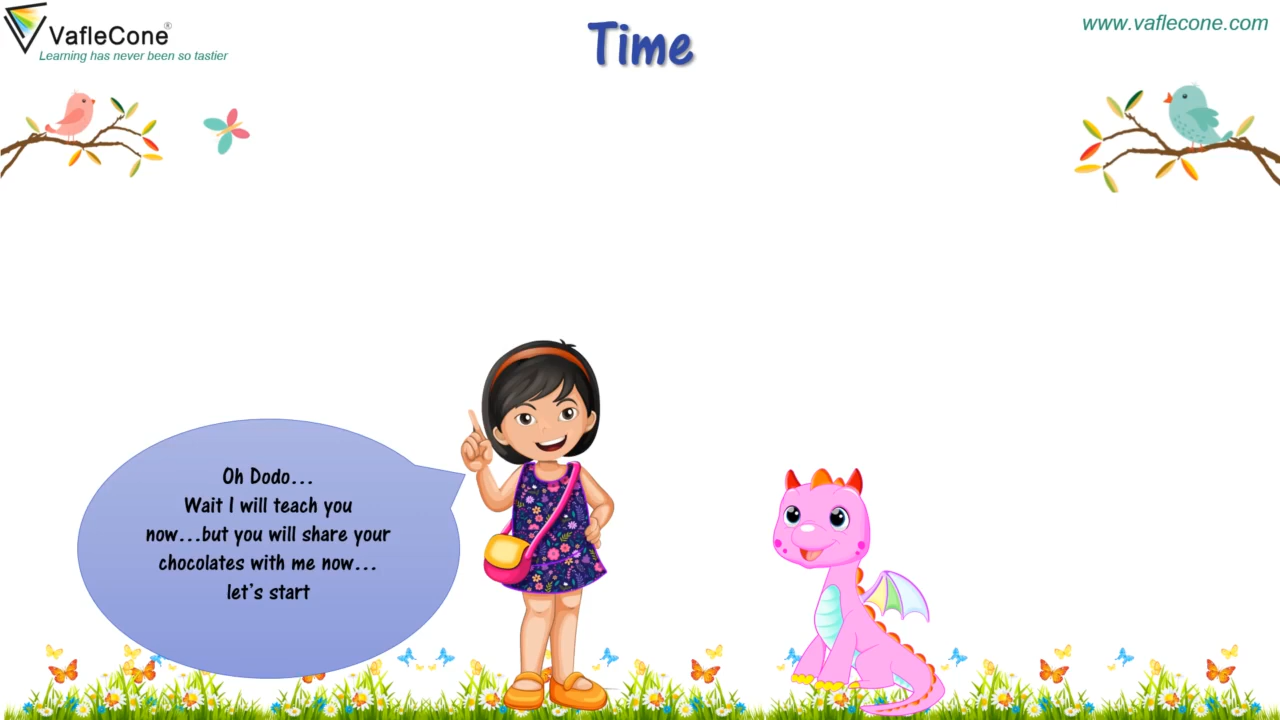 VafleCone®
Learning has never been so tastier
Time
www.vaflecone.com
Oh Dodo...
Wait I will teach you
now...but you will share your
chocolates with me now...
let's start